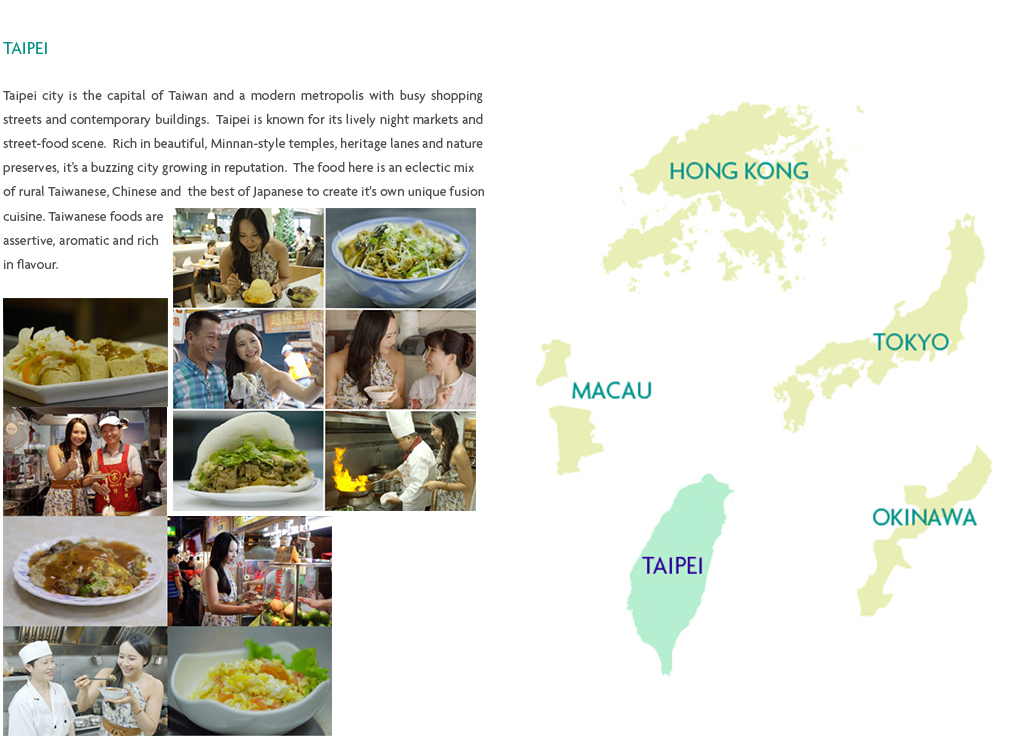 TAIPEI
Taipei city is the capital of Taiwan and a modern metropolis with busy shopping
streets and contemporary buildings. Taipei is known for its lively night markets and
street-food scene. Rich in beautiful, Minnan-style temples, heritage lanes and nature
preserves, it's a buzzing city growing in reputation. The food here is an eclectic mix
of rural Taiwanese, Chinese and the best of Japanese to create it's own unique fusion
cuisine. Taiwanese foods are
assertive, aromatic and rich
in flavour.
HONG KONG
TOKYO
MACAU
OKINAWA
TAIPEI